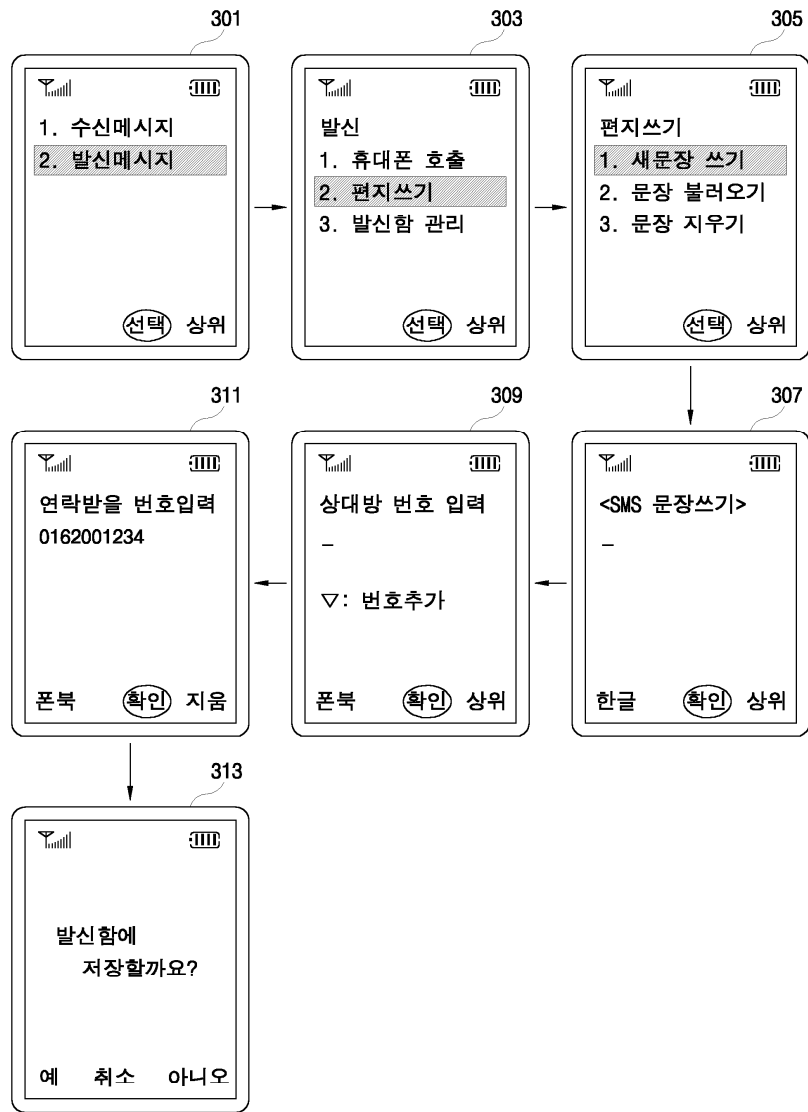 301
1. 수신메시지
2. 발신메시지
선택 상위
303
발신
1. 휴대폰 호출
2. 편지쓰기
3. 발신함 관리
선택 상위
305
편지쓰기
1. 새문장 쓰기
2. 문장 불러오기
3. 문장 지우기
선택 상위
307
<SMS 문장쓰기>
_
한글 확인 상위
309
상대방 번호 입력
_
▽: 번호추가
폰북 확인 상위
311
연락받을 번호입력
0162001234
폰북 확인 지움
313
발신함에
저장할까요?
예 취소 아니오